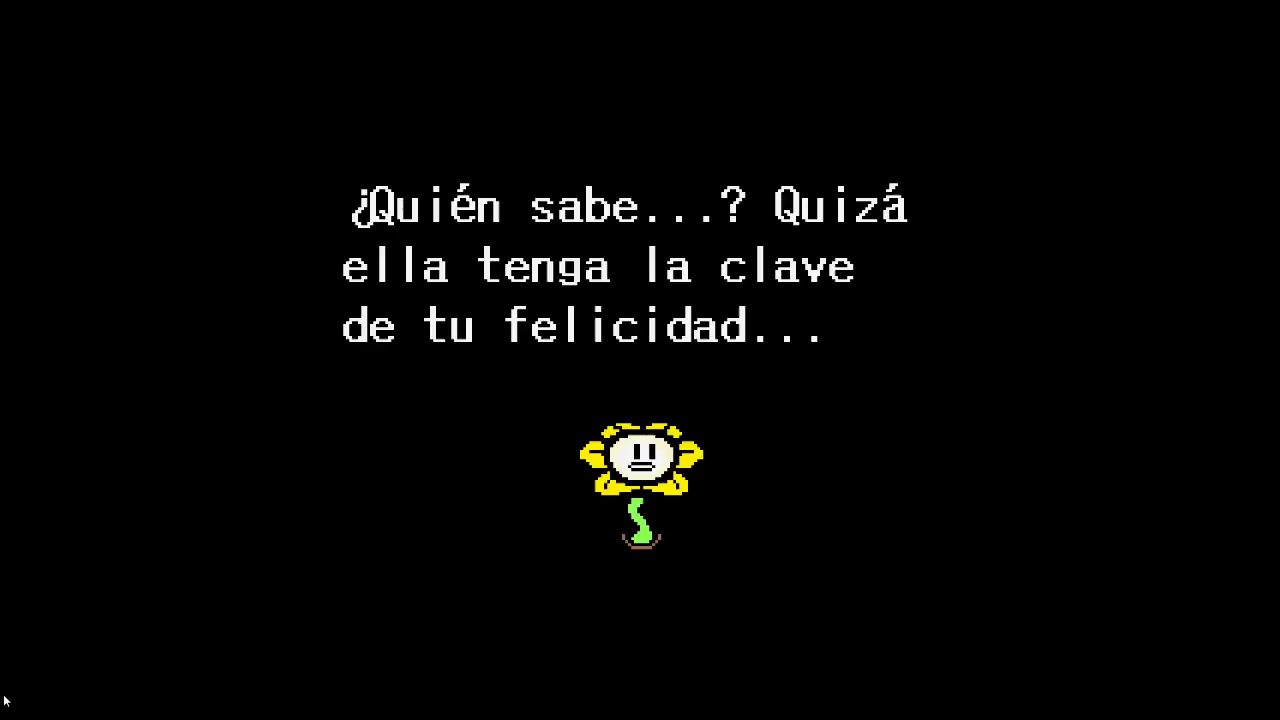 ¿Quién sabe...? Quizá
ella tenga la clave
de tu felicidad...